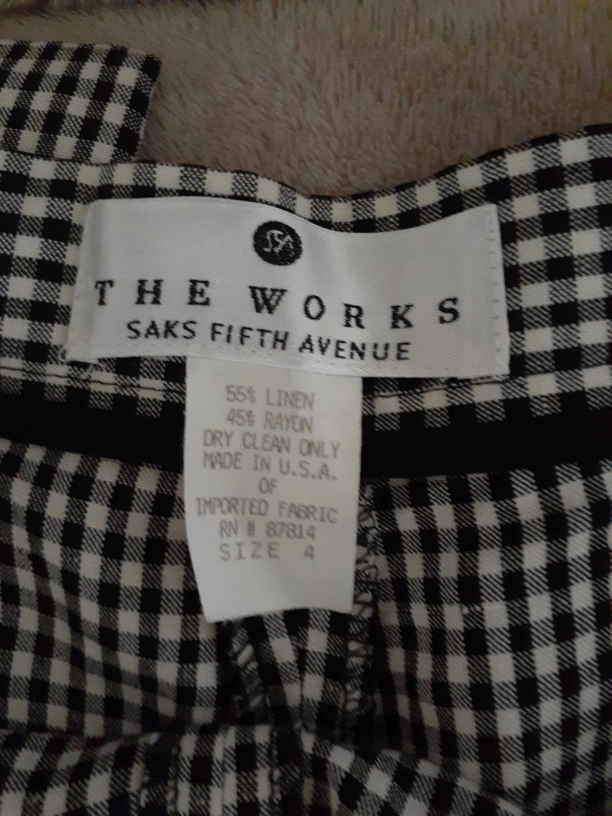 SFA
THE WORKS
SAKS FIFTH AVENUE
55% LINEN
45% RAYON
DRY CLEAN ONLY
MADE IN U.S.A.
OF
IMPORTED FABRIC
RN # 87814
SIZE 4